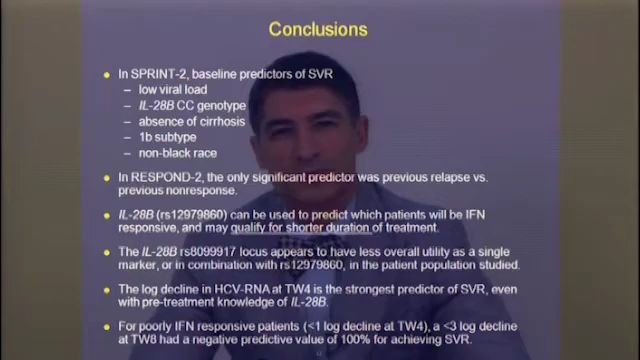 Conclusions
In SPRINT-2, baseline predictors of SVR
– low viral load
– IL-28B CC genotype
– absence of cirrhosis
– 1b subtype
– non-black race
In RESPOND-2, the only significant predictor was previous relapse vs.
previous nonresponse.
IL-28B (rs12979860) can be used to predict which patients will be IFN
responsive, and may qualify for shorter duration of treatment.
The IL-28B rs8099917 locus appears to have less overall utility as a single
marker, or in combination with rs12979860, in the patient population studied.
The log decline in HCV-RNA at TW4 is the strongest predictor of SVR, even
with pre-treatment knowledge of IL-28B.
For poorly IFN responsive patients (<1 log decline at TW4), a <3 log decline
at TW8 had a negative predictive value of 100% for achieving SVR.